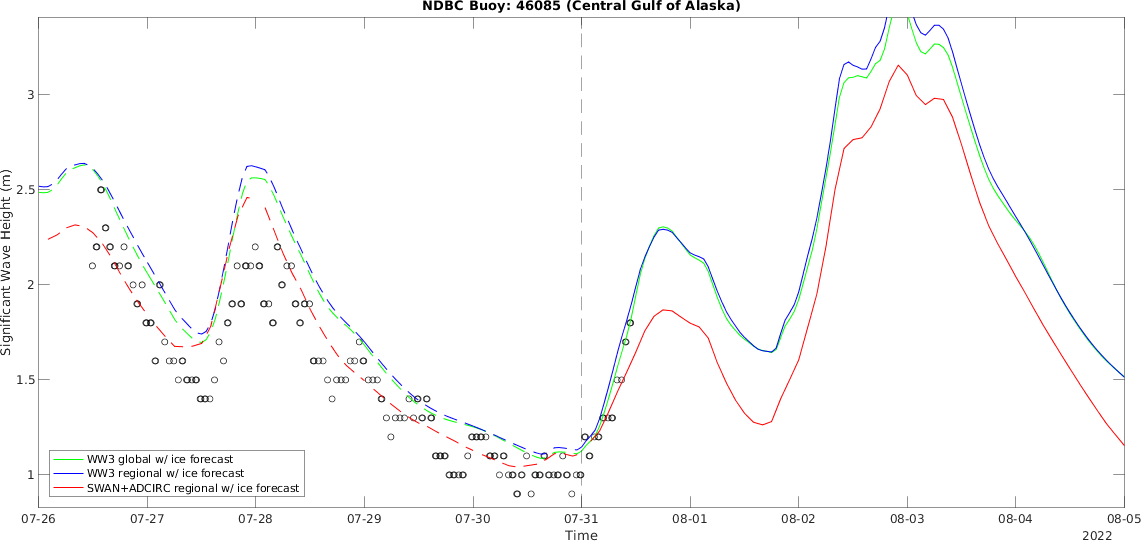 NDBC Buoy: 46085 (Central Gulf of Alaska)
Significant Wave Height (m)
3
2.5
2
1.5
1
WW3 global w/ ice forecast
WW3 regional w/ ice forecast
SWAN+ADCIRC regional w/ ice forecast
07-26 07-27 07-28 07-29 07-30 07-31 08-01 08-02 08-03 08-04 08-05
Time
2022